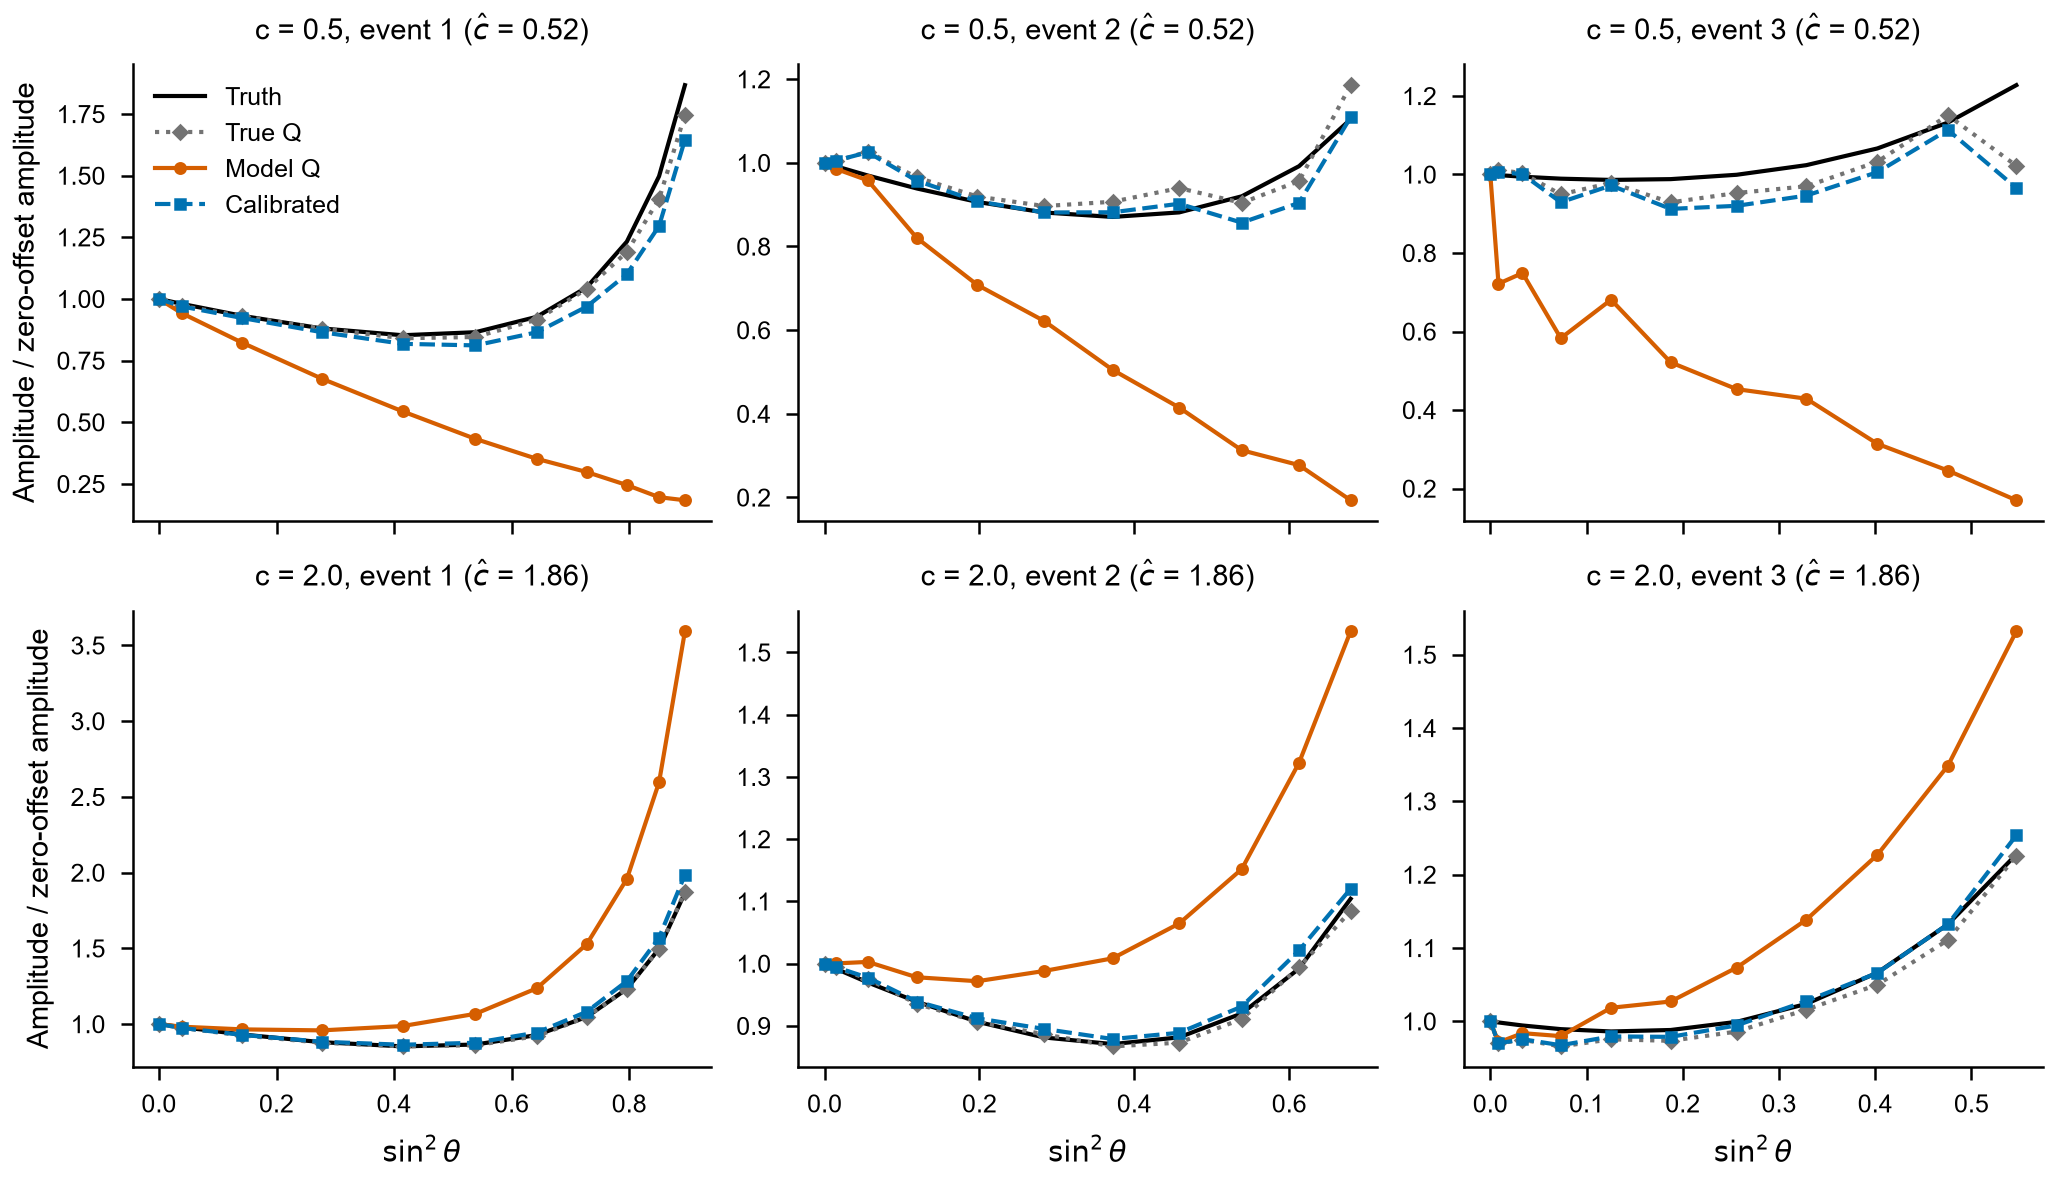 c = 0.5, event 1 (ĉ = 0.52)
c = 0.5, event 2 (ĉ = 0.52)
c = 0.5, event 3 (ĉ = 0.52)
Amplitude / zero-offset amplitude
1.75
1.50
1.25
1.00
0.75
0.50
0.25
Truth
True Q
Model Q
Calibrated
1.2
1.0
0.8
0.6
0.4
0.2
1.2
1.0
0.8
0.6
0.4
0.2
c = 2.0, event 1 (ĉ = 1.86)
c = 2.0, event 2 (ĉ = 1.86)
c = 2.0, event 3 (ĉ = 1.86)
Amplitude / zero-offset amplitude
3.5
3.0
2.5
2.0
1.5
1.0
0.0 0.2 0.4 0.6 0.8
sin² θ
1.5
1.4
1.3
1.2
1.1
1.0
0.9
0.0 0.2 0.4 0.6
sin² θ
1.5
1.4
1.3
1.2
1.1
1.0
0.0 0.1 0.2 0.3 0.4 0.5
sin² θ